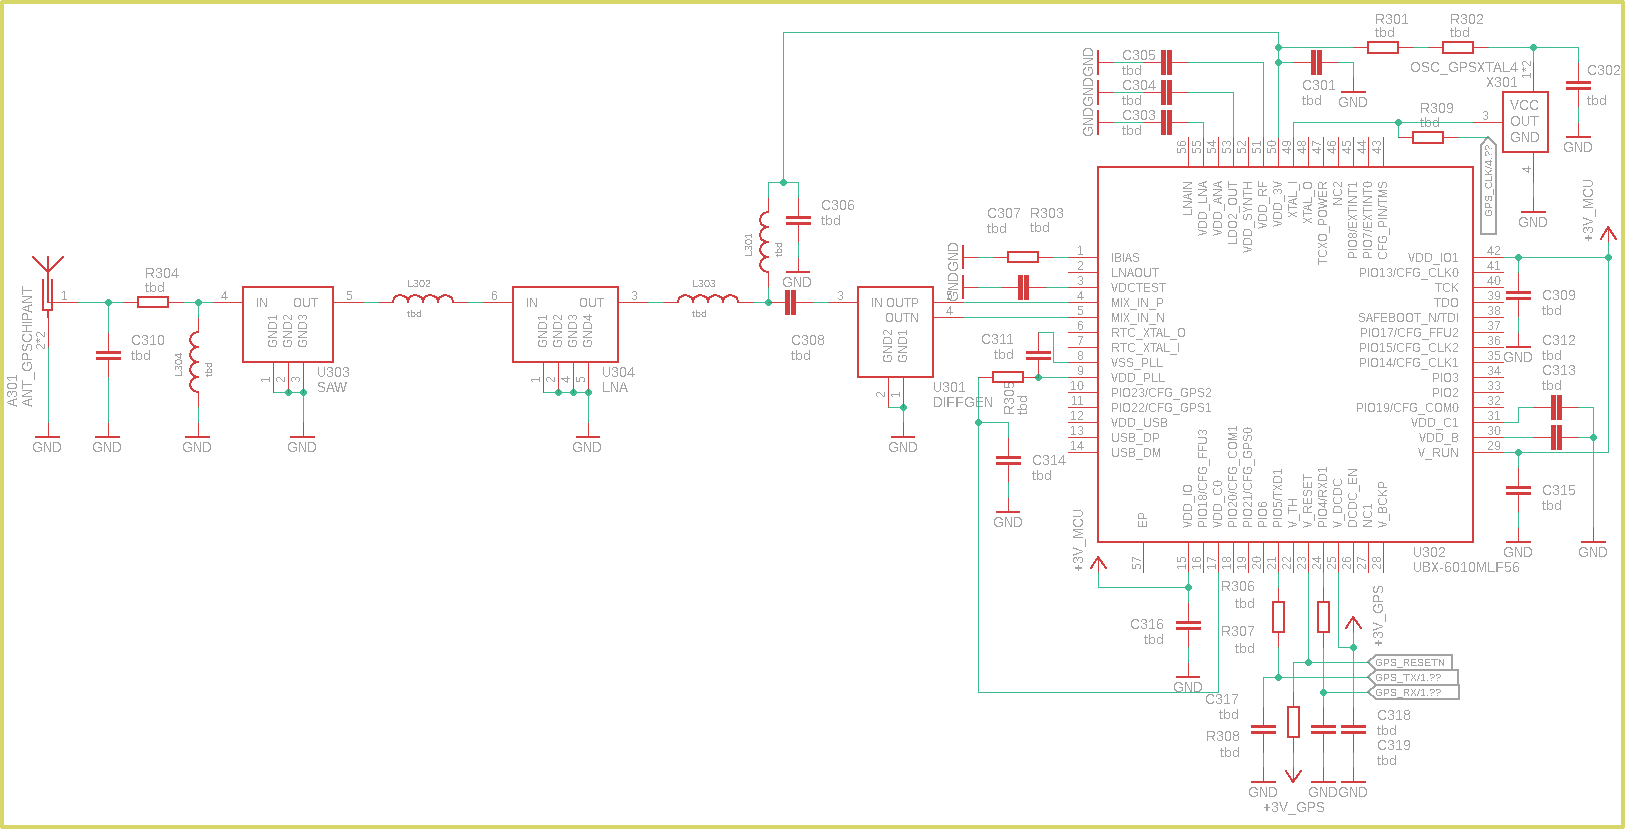 R301
tbd
R302
tbd
C305
tbd
C304
tbd
C303
tbd
GND
GND
GND
C301
tbd
GND
OSC_GPSXTAL4
X301
1*2
C302
tbd
GND
VCC
OUT
GND
3
4
GND
R309
tbd
GPS_CLK/4.??
+3V_MCU
56
55
54
53
52
51
50
49
48
47
46
45
44
43
LNAIN
VDD_LNA
VDD_ANA
LDO2_OUT
VDD_SYNTH
VDD_RF
VDD_3V
XTAL_I
XTAL_O
TCXO_POWER
NC2
PIO8/EXTINT1
PIO7/EXTINT0
CFG_PIN/TMS
C306
tbd
GND
L301
tbd
C307
tbd
R303
tbd
GND
GND
A301
ANT_GPSCHIPANT
1
2*2
GND
C310
tbd
GND
R304
tbd
L304
tbd
GND
4
IN
OUT
5
GND1
GND2
GND3
1
2
3
U303
SAW
GND
L302
tbd
6
IN
OUT
3
GND1
GND2
GND3
GND4
1
2
4
5
U304
LNA
GND
L303
tbd
C308
tbd
3
IN
OUTP
OUTN
4
GND2
GND1
2
1
U301
DIFFGEN
GND
C311
tbd
R305
tbd
C314
tbd
GND
1 IBIAS
2 LNAOUT
3 VDCTEST
4 MIX_IN_P
5 MIX_IN_N
6 RTC_XTAL_O
7 RTC_XTAL_I
8 VSS_PLL
9 VDD_PLL
10 PIO23/CFG_GPS2
11 PIO22/CFG_GPS1
12 VDD_USB
13 USB_DP
14 USB_DM
VDD_IO1 42
PIO13/CFG_CLK0 41
TCK 40
TDO 39
SAFEBOOT_N/TDI 38
PIO17/CFG_FFU2 37
PIO15/CFG_CLK2 36
PIO14/CFG_CLK1 35
PIO3 34
PIO2 33
PIO19/CFG_COM0 32
VDD_C1 31
VDD_B 30
V_RUN 29
C309
tbd
GND
C312
tbd
C313
tbd
C315
tbd
GND
GND
EP
VDD_IO
PIO18/CFG_FFU3
VDD_C0
PIO20/CFG_COM1
PIO21/CFG_GPS0
PIO6
PIO5/TXD1
V_TH
V_RESET
PIO4/RXD1
V_DCDC
DCDC_EN
NC1
V_BCKP
57
15
16
17
18
19
20
21
22
23
24
25
26
27
28
U302
UBX-6010MLF56
+3V_MCU
C316
tbd
GND
R306
tbd
R307
tbd
+3V_GPS
GPS_RESETN
GPS_TX/1.??
GPS_RX/1.??
C317
tbd
R308
tbd
C318
tbd
C319
tbd
GND
GND
GND
+3V_GPS